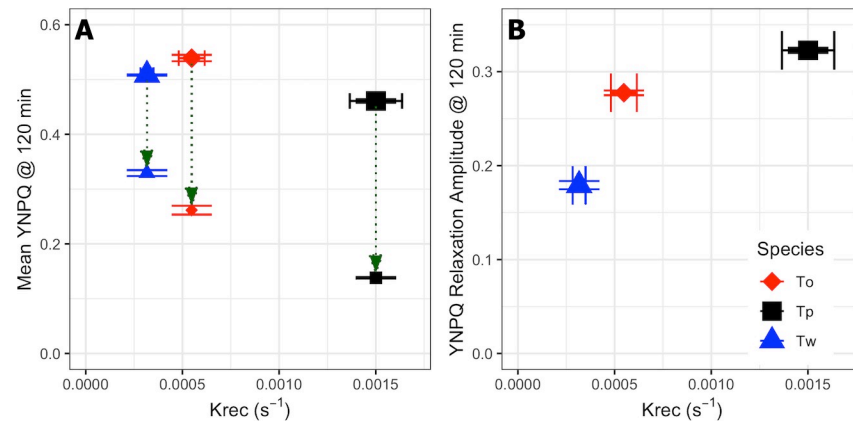 A
0.6
0.4
0.2
0.0
Mean YNPQ @ 120 min
0.0000
0.0005
0.0010
0.0015
Krec (s⁻¹)
B
0.3
0.2
0.1
0.0
YNPQ Relaxation Amplitude @ 120 min
0.0000
0.0005
0.0010
0.0015
Krec (s⁻¹)
Species
To
Tp
Tw